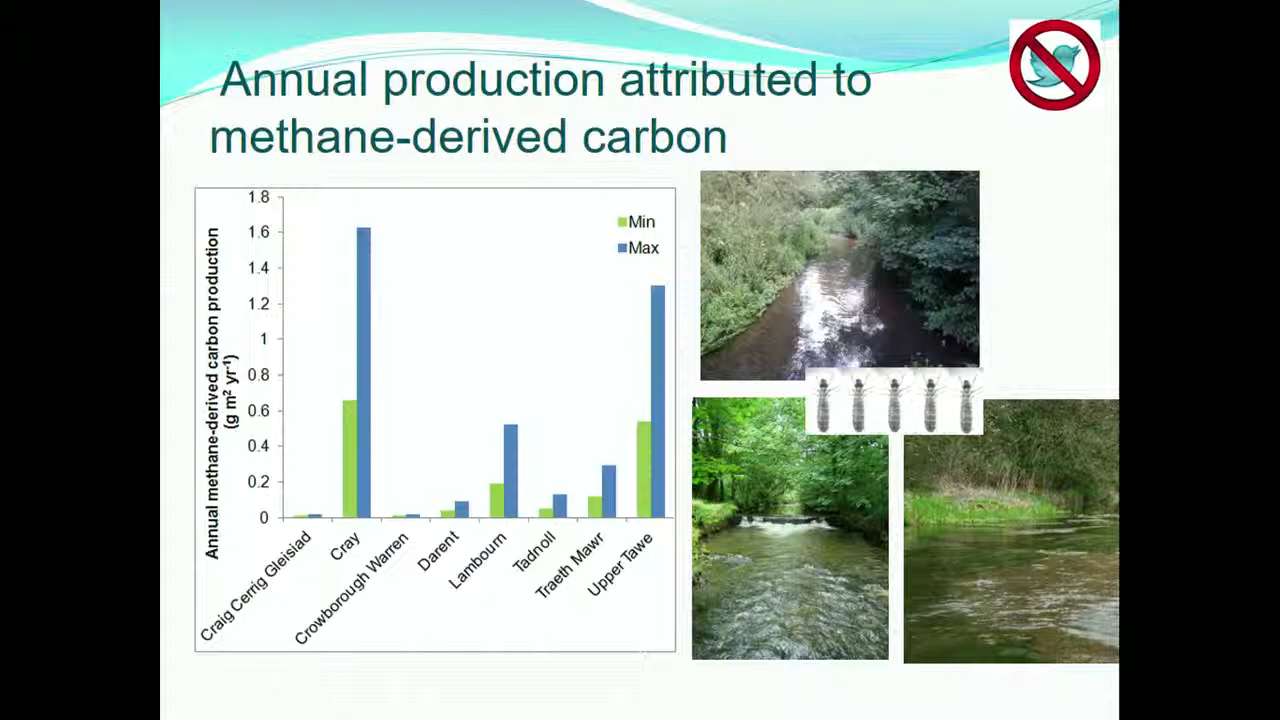 Annual production attributed to
methane-derived carbon
Annual methane-derived carbon production
(g m² yr⁻¹)
1.8
1.6
1.4
1.2
1
0.8
0.6
0.4
0.2
0
Min
Max
Craig Cerrig Gleisiad
Cray
Crowborough Warren
Darent
Lambourn
Tadnoll
Traeth Mawr
Upper Tawe